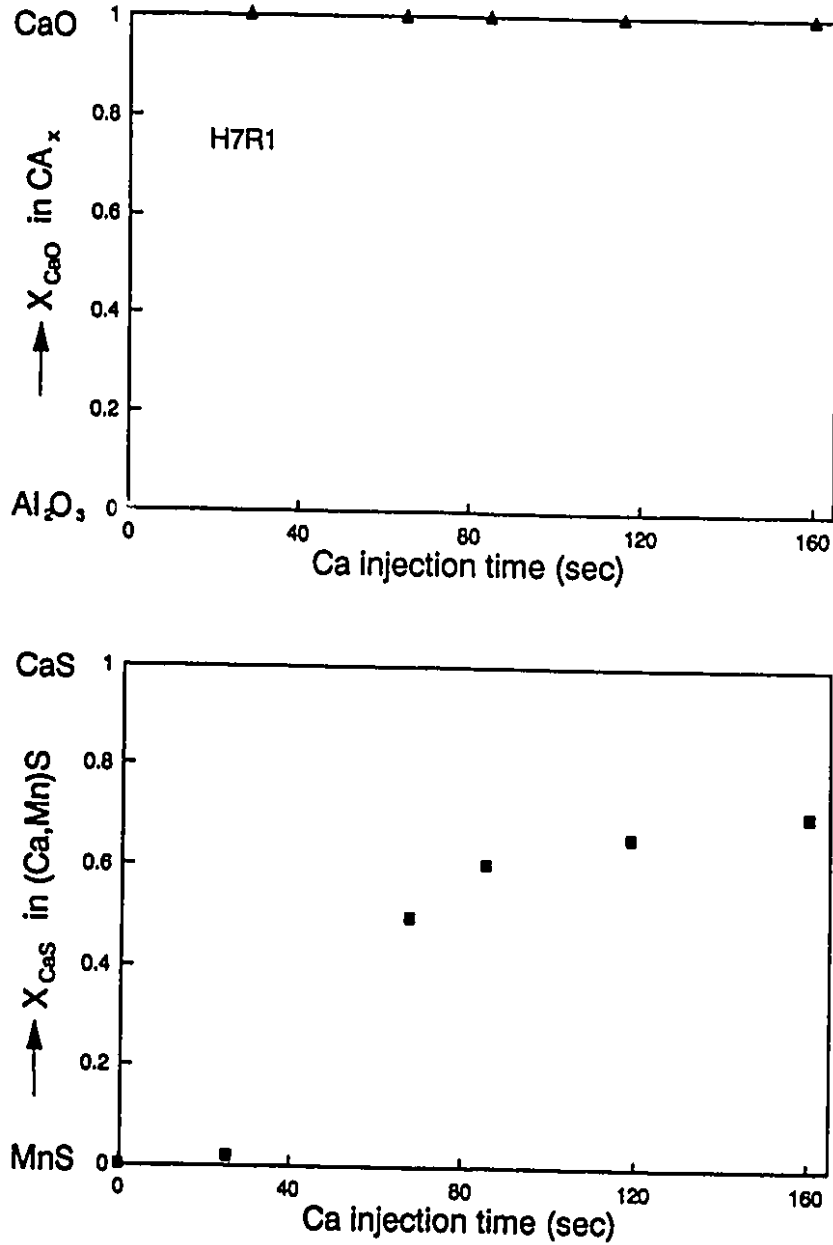 CaO
1
0.8
H7R1
0.6
0.4
0.2
Al₂O₃
0
X_CaO in CA_x
0 40 80 120 160
Ca injection time (sec)
CaS
1
0.8
0.6
0.4
0.2
MnS
0
X_CaS in (Ca,Mn)S
0 40 80 120 160
Ca injection time (sec)